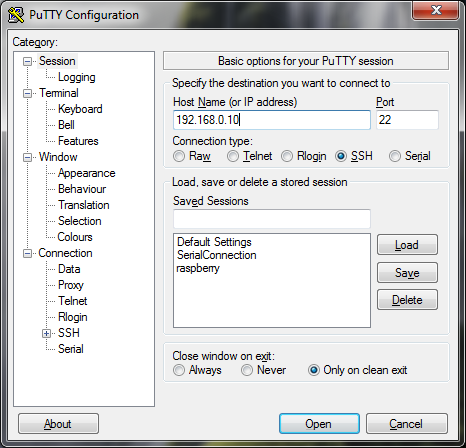 PuTTY Configuration
Category:
Session
Logging
Terminal
Keyboard
Bell
Features
Window
Appearance
Behaviour
Translation
Selection
Colours
Connection
Data
Proxy
Telnet
Rlogin
SSH
Serial
Basic options for your PuTTY session
Specify the destination you want to connect to
Host Name (or IP address) Port
192.168.0.10 22
Connection type:
Raw Telnet Rlogin SSH Serial
Load, save or delete a stored session
Saved Sessions
Default Settings
SerialConnection
raspberry
Load
Save
Delete
Close window on exit:
Always Never Only on clean exit
About Open Cancel